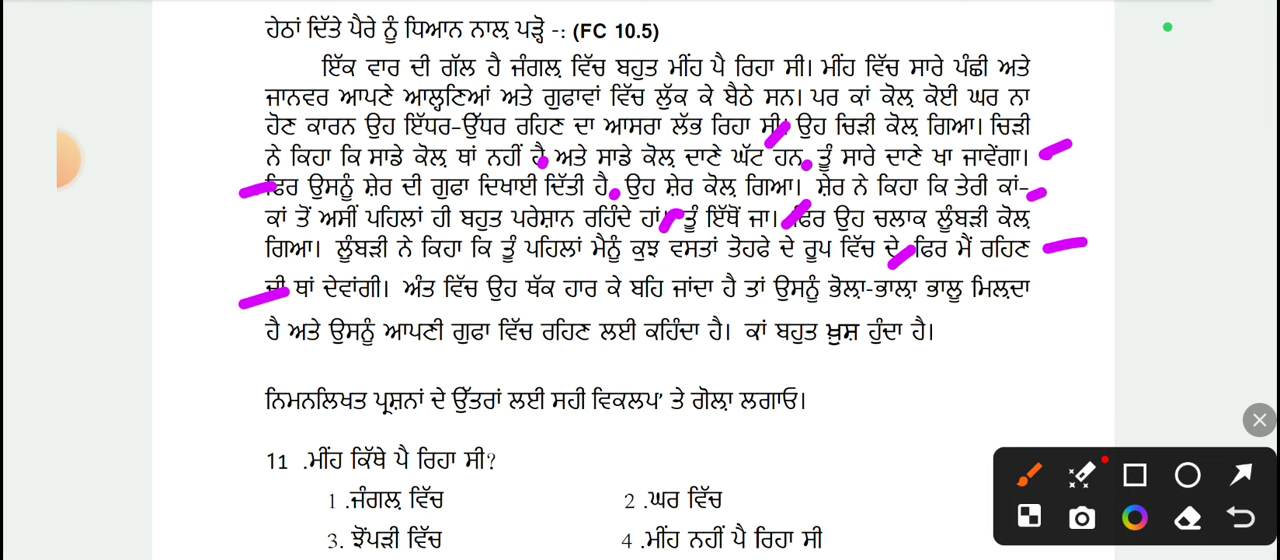 ਹੇਠਾਂ ਦਿੱਤੇ ਪੈਰੇ ਨੂੰ ਧਿਆਨ ਨਾਲ਼ ਪੜ੍ਹੋ -: (FC 10.5)
ਇੱਕ ਵਾਰ ਦੀ ਗੱਲ ਹੈ ਜੰਗਲ਼ ਵਿੱਚ ਬਹੁਤ ਮੀਂਹ ਪੈ ਰਿਹਾ ਸੀ। ਮੀਂਹ ਵਿੱਚ ਸਾਰੇ ਪੰਛੀ ਅਤੇ
ਜਾਨਵਰ ਆਪਣੇ ਆਲ੍ਹਣਿਆਂ ਅਤੇ ਗੁਫਾਵਾਂ ਵਿੱਚ ਲੁੱਕ ਕੇ ਬੈਠੇ ਸਨ। ਪਰ ਕਾਂ ਕੋਲ਼ ਕੋਈ ਘਰ ਨਾ
ਹੋਣ ਕਾਰਨ ਉਹ ਇੱਧਰ-ਉੱਧਰ ਰਹਿਣ ਦਾ ਆਸਰਾ ਲੱਭ ਰਿਹਾ ਸੀ। ਉਹ ਚਿੜੀ ਕੋਲ਼ ਗਿਆ। ਚਿੜੀ
ਨੇ ਕਿਹਾ ਕਿ ਸਾਡੇ ਕੋਲ਼ ਥਾਂ ਨਹੀਂ ਹੈ ਅਤੇ ਸਾਡੇ ਕੋਲ਼ ਦਾਣੇ ਘੱਟ ਹਨ, ਤੂੰ ਸਾਰੇ ਦਾਣੇ ਖਾ ਜਾਵੇਂਗਾ।
ਫਿਰ ਉਸਨੂੰ ਸ਼ੇਰ ਦੀ ਗੁਫਾ ਦਿਖਾਈ ਦਿੱਤੀ ਹੈ, ਉਹ ਸ਼ੇਰ ਕੋਲ਼ ਗਿਆ। ਸ਼ੇਰ ਨੇ ਕਿਹਾ ਕਿ ਤੇਰੀ ਕਾਂ-
ਕਾਂ ਤੋਂ ਅਸੀਂ ਪਹਿਲਾਂ ਹੀ ਬਹੁਤ ਪਰੇਸ਼ਾਨ ਰਹਿੰਦੇ ਹਾਂ। ਤੂੰ ਇੱਥੋਂ ਜਾ। ਫਿਰ ਉਹ ਚਲਾਕ ਲੂੰਬੜੀ ਕੋਲ਼
ਗਿਆ। ਲੂੰਬੜੀ ਨੇ ਕਿਹਾ ਕਿ ਤੂੰ ਪਹਿਲਾਂ ਮੈਨੂੰ ਕੁਝ ਵਸਤਾਂ ਤੋਹਫੇ ਦੇ ਰੂਪ ਵਿੱਚ ਦੇ, ਫਿਰ ਮੈਂ ਰਹਿਣ
ਥਾਂ ਦੇਵਾਂਗੀ। ਅੰਤ ਵਿੱਚ ਉਹ ਥੱਕ ਹਾਰ ਕੇ ਬਹਿ ਜਾਂਦਾ ਹੈ ਤਾਂ ਉਸਨੂੰ ਭੋਲ਼ਾ-ਭਾਲ਼ਾ ਭਾਲੂ ਮਿਲ਼ਦਾ
ਹੈ ਅਤੇ ਉਸਨੂੰ ਆਪਣੀ ਗੁਫਾ ਵਿੱਚ ਰਹਿਣ ਲਈ ਕਹਿੰਦਾ ਹੈ। ਕਾਂ ਬਹੁਤ ਖ਼ੁਸ਼ ਹੁੰਦਾ ਹੈ।
ਨਿਮਨਲਿਖਤ ਪ੍ਰਸ਼ਨਾਂ ਦੇ ਉੱਤਰਾਂ ਲਈ ਸਹੀ ਵਿਕਲਪ' ਤੇ ਗੋਲ਼ਾ ਲਗਾਓ।
11 .ਮੀਂਹ ਕਿੱਥੇ ਪੈ ਰਿਹਾ ਸੀ?
1 .ਜੰਗਲ਼ ਵਿੱਚ 2 .ਘਰ ਵਿੱਚ
3. ਝੋਂਪੜੀ ਵਿੱਚ 4 .ਮੀਂਹ ਨਹੀਂ ਪੈ ਰਿਹਾ ਸੀ